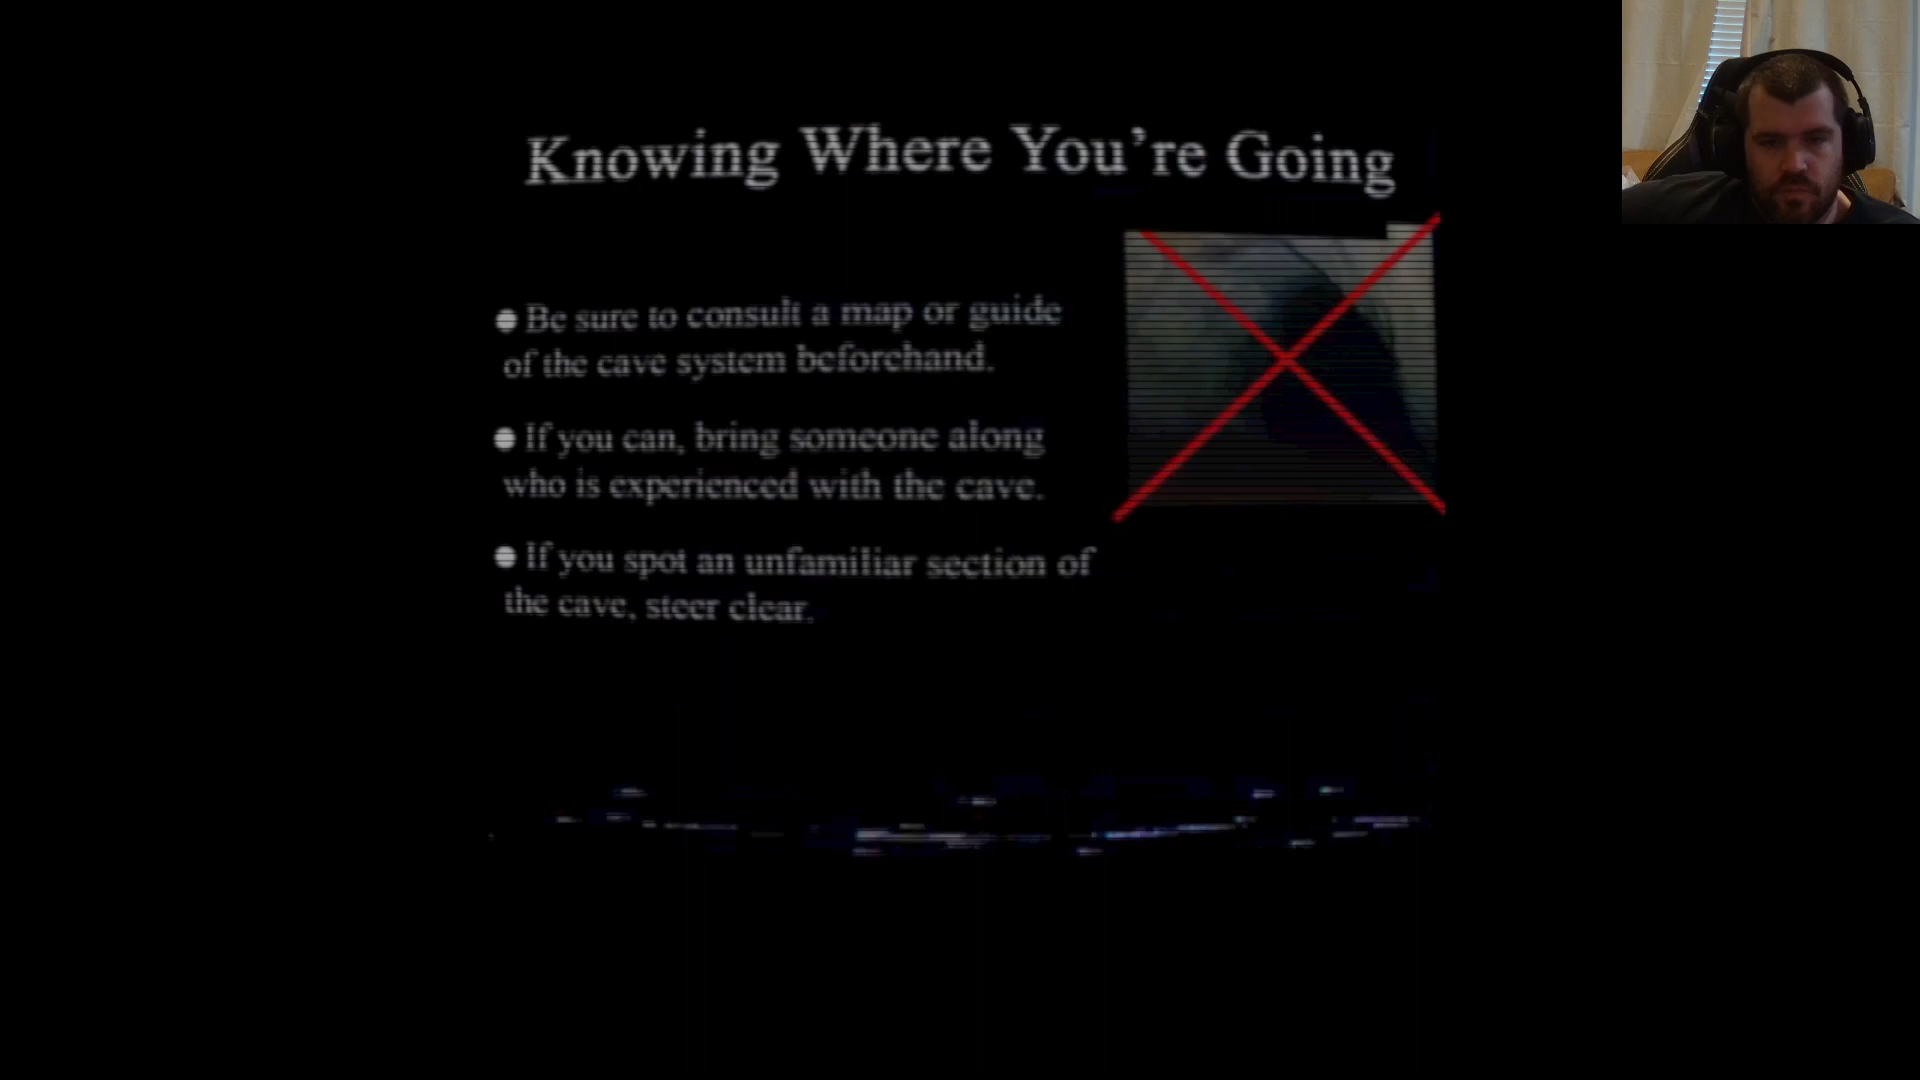 Knowing Where You're Going
● Be sure to consult a map or guide
of the cave system beforehand.
● If you can, bring someone along
who is experienced with the cave.
● If you spot an unfamiliar section of
the cave, steer clear.